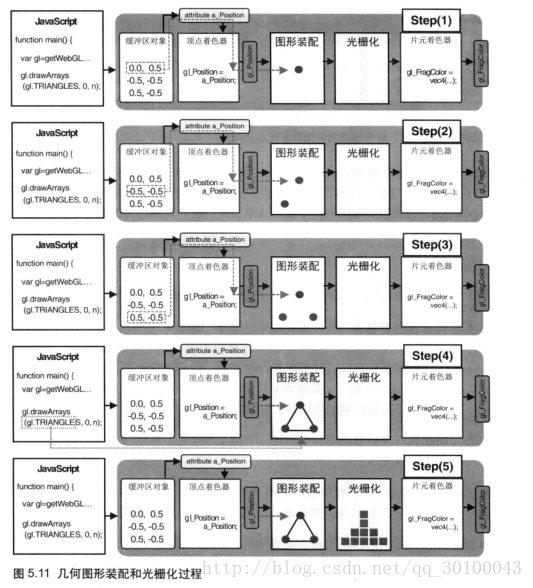 Step(1)
JavaScript
function main() {
var gl=getWebGL...
gl.drawArrays
(gl.TRIANGLES, 0, n);
attribute a_Position
缓冲区对象
0.0, 0.5
-0.5, -0.5
0.5, -0.5
顶点着色器
gl_Position =
a_Position;
gl_Position
图形装配
光栅化
片元着色器
gl_FragColor =
vec4(...);
gl_FragColor
Step(2)
JavaScript
function main() {
var gl=getWebGL...
gl.drawArrays
(gl.TRIANGLES, 0, n);
attribute a_Position
缓冲区对象
0.0, 0.5
-0.5, -0.5
0.5, -0.5
顶点着色器
gl_Position =
a_Position;
gl_Position
图形装配
光栅化
片元着色器
gl_FragColor =
vec4(...);
gl_FragColor
Step(3)
JavaScript
function main() {
var gl=getWebGL...
gl.drawArrays
(gl.TRIANGLES, 0, n);
attribute a_Position
缓冲区对象
0.0, 0.5
-0.5, -0.5
0.5, -0.5
顶点着色器
gl_Position =
a_Position;
gl_Position
图形装配
光栅化
片元着色器
gl_FragColor =
vec4(...);
gl_FragColor
Step(4)
JavaScript
function main() {
var gl=getWebGL...
gl.drawArrays
(gl.TRIANGLES, 0, n);
attribute a_Position
缓冲区对象
0.0, 0.5
-0.5, -0.5
0.5, -0.5
顶点着色器
gl_Position =
a_Position;
gl_Position
图形装配
光栅化
片元着色器
gl_FragColor =
vec4(...);
gl_FragColor
Step(5)
JavaScript
function main() {
var gl=getWebGL...
gl.drawArrays
(gl.TRIANGLES, 0, n);
attribute a_Position
缓冲区对象
0.0, 0.5
-0.5, -0.5
0.5, -0.5
顶点着色器
gl_Position =
a_Position;
gl_Position
图形装配
光栅化
片元着色器
gl_FragColor =
vec4(...);
gl_FragColor
图 5.11 几何图形装配和光栅化过程
http://blog.csdn.net/qq_30100043